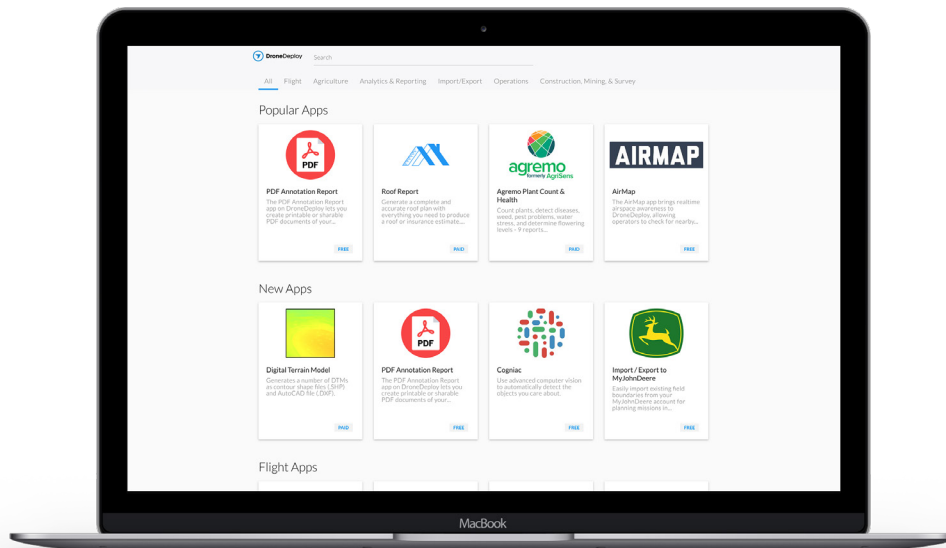 DroneDeploy
Search
All Flight Agriculture Analytics & Reporting Import/Export Operations Construction, Mining, & Survey
Popular Apps
PDF
PDF Annotation Report
The PDF Annotation Report
app on DroneDeploy lets you
create printable or sharable
PDF documents of your...
FREE
Roof Report
Generate a complete and
accurate roof plan with
everything you need to produce
a roof or insurance estimate....
PAID
agremo
formerly AgriSens
Agremo Plant Count &
Health
Count plants, detect diseases,
weed, pest problems, water
stress, and determine flowering
levels - 9 reports...
PAID
AIRMAP
AirMap
The AirMap app brings realtime
airspace awareness to
DroneDeploy, allowing
operators to check for nearby...
FREE
New Apps
Digital Terrain Model
Generates a number of DTMs
as contour shape files (.SHP)
and AutoCAD file (.DXF).
PAID
PDF
PDF Annotation Report
The PDF Annotation Report
app on DroneDeploy lets you
create printable or sharable
PDF documents of your...
FREE
Cogniac
Use advanced computer vision
to automatically detect the
objects you care about.
FREE
Import / Export to
MyJohnDeere
Easily import existing field
boundaries from your
MyJohnDeere account for
planning missions in...
FREE
Flight Apps
MacBook